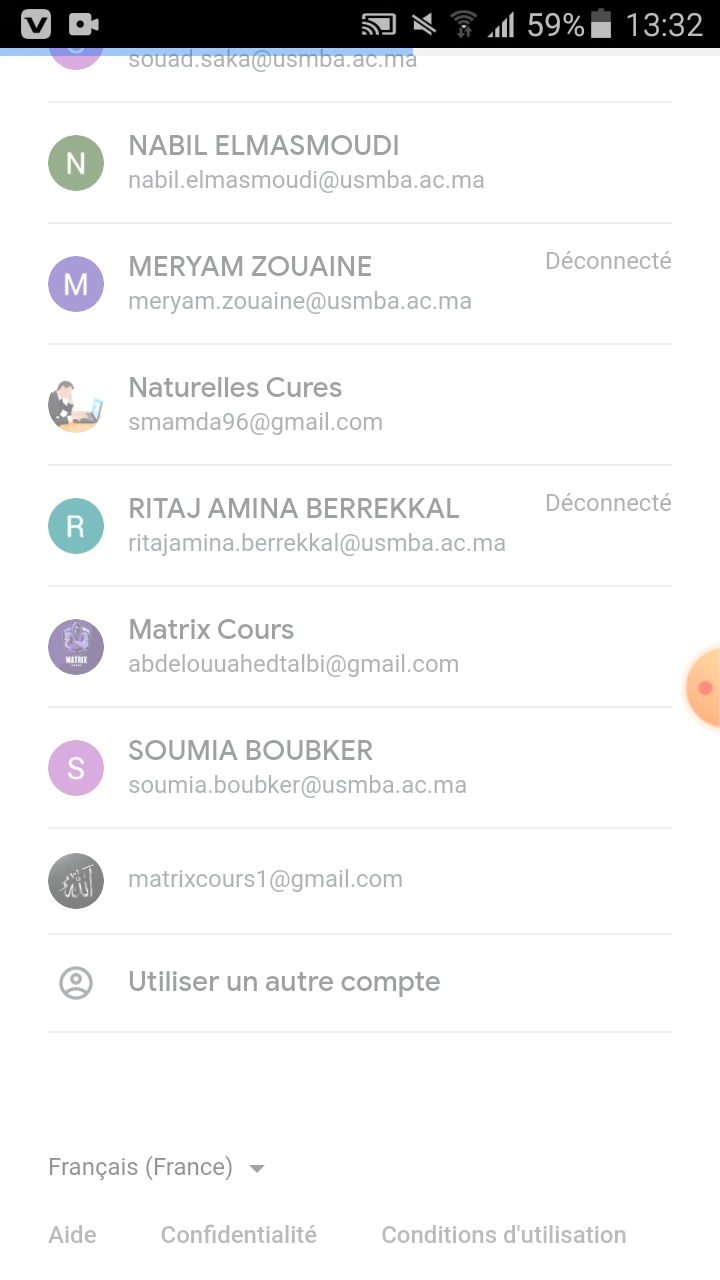 59% 13:32
souad.saka@usmba.ac.ma
N
NABIL ELMASMOUDI
nabil.elmasmoudi@usmba.ac.ma
M
MERYAM ZOUAINE
Déconnecté
meryam.zouaine@usmba.ac.ma
Naturelles Cures
smamda96@gmail.com
R
RITAJ AMINA BERREKKAL
Déconnecté
ritajamina.berrekkal@usmba.ac.ma
MATRIX
Matrix Cours
abdelouuahedtalbi@gmail.com
S
SOUMIA BOUBKER
soumia.boubker@usmba.ac.ma
الله
matrixcours1@gmail.com
Utiliser un autre compte
Français (France)
Aide Confidentialité Conditions d'utilisation